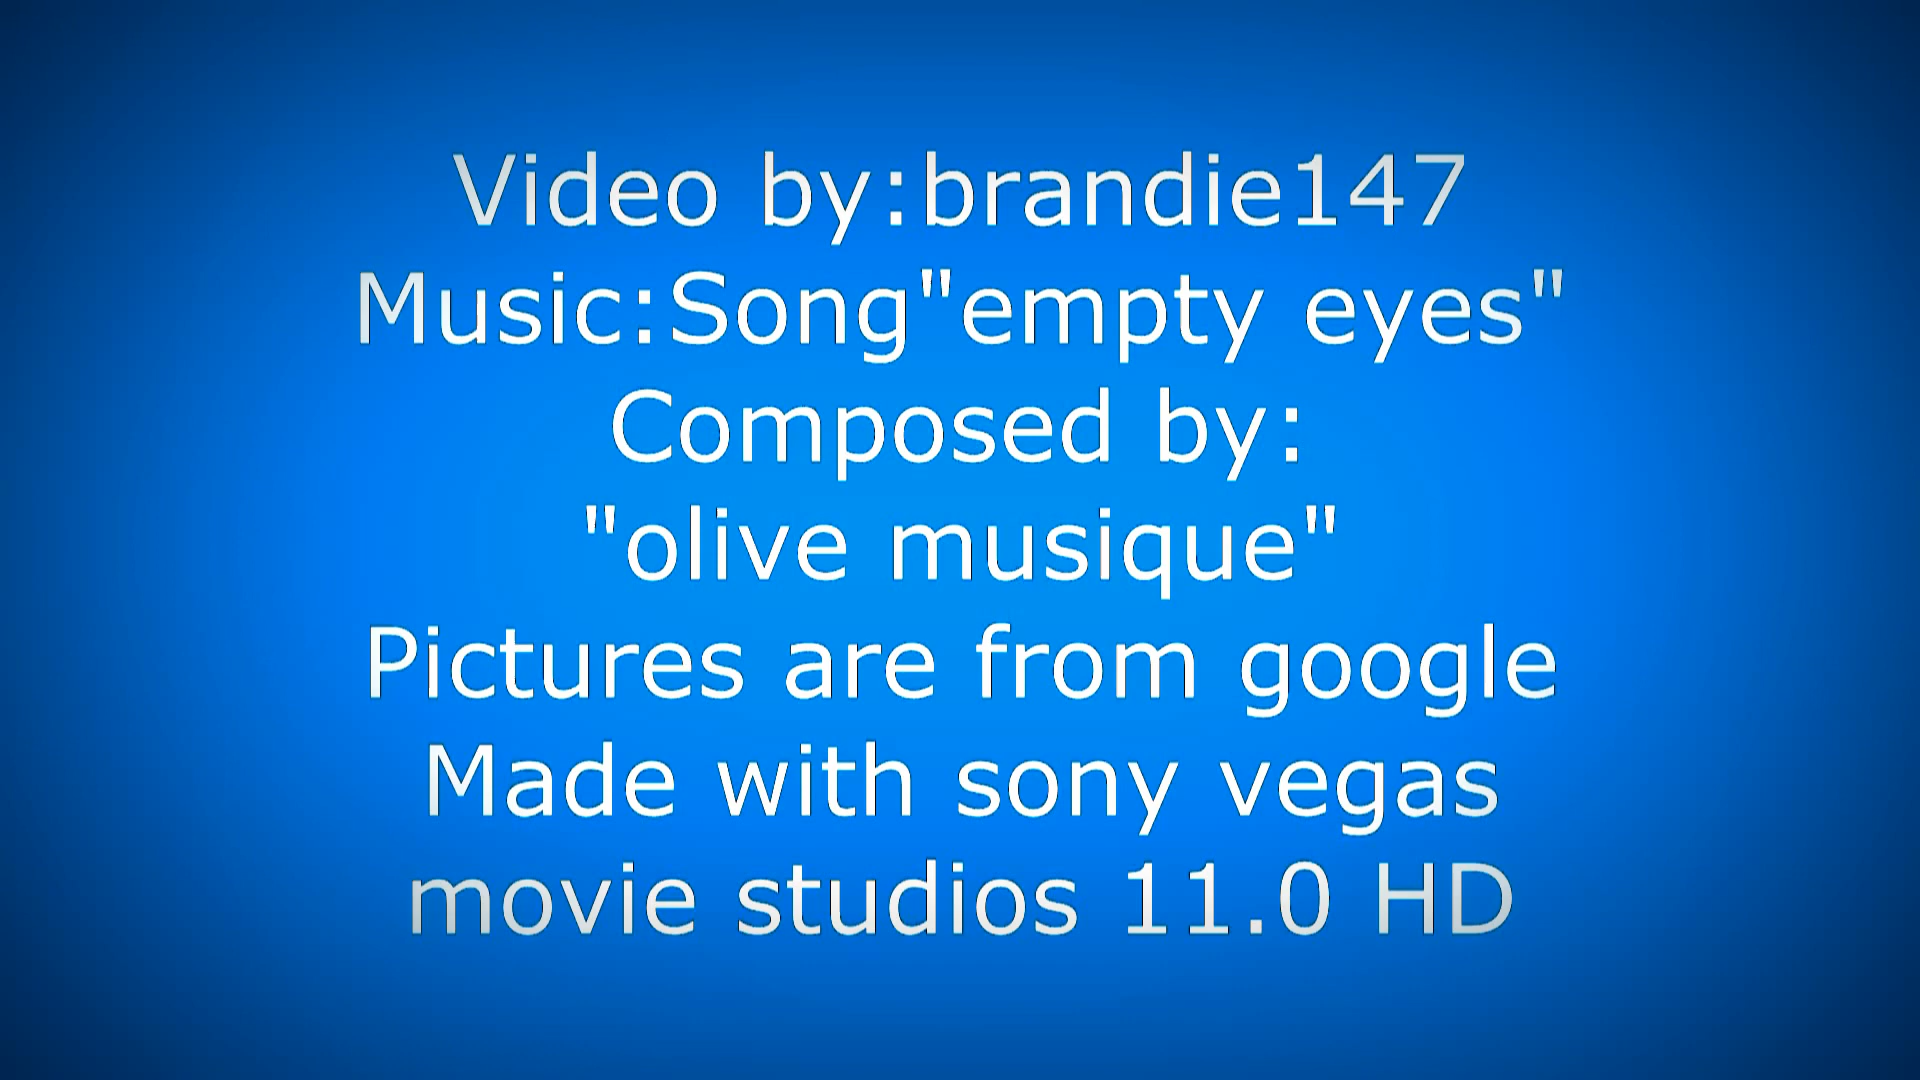 Video by:brandie147
Music:Song"empty eyes"
Composed by:
"olive musique"
Pictures are from google
Made with sony vegas
movie studios 11.0 HD